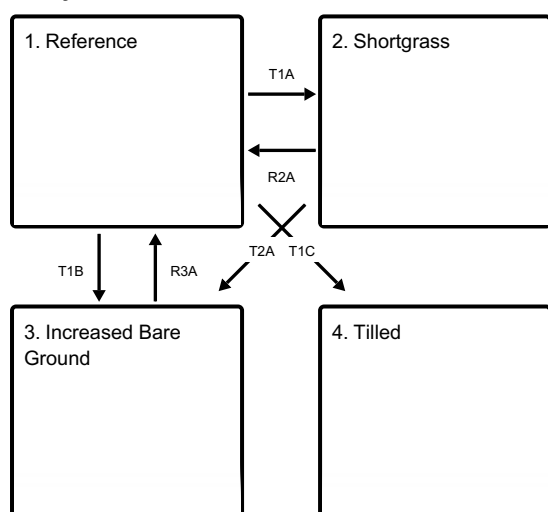 1. Reference
2. Shortgrass
T1A
R2A
T2A
T1C
T1B
R3A
3. Increased Bare
Ground
4. Tilled